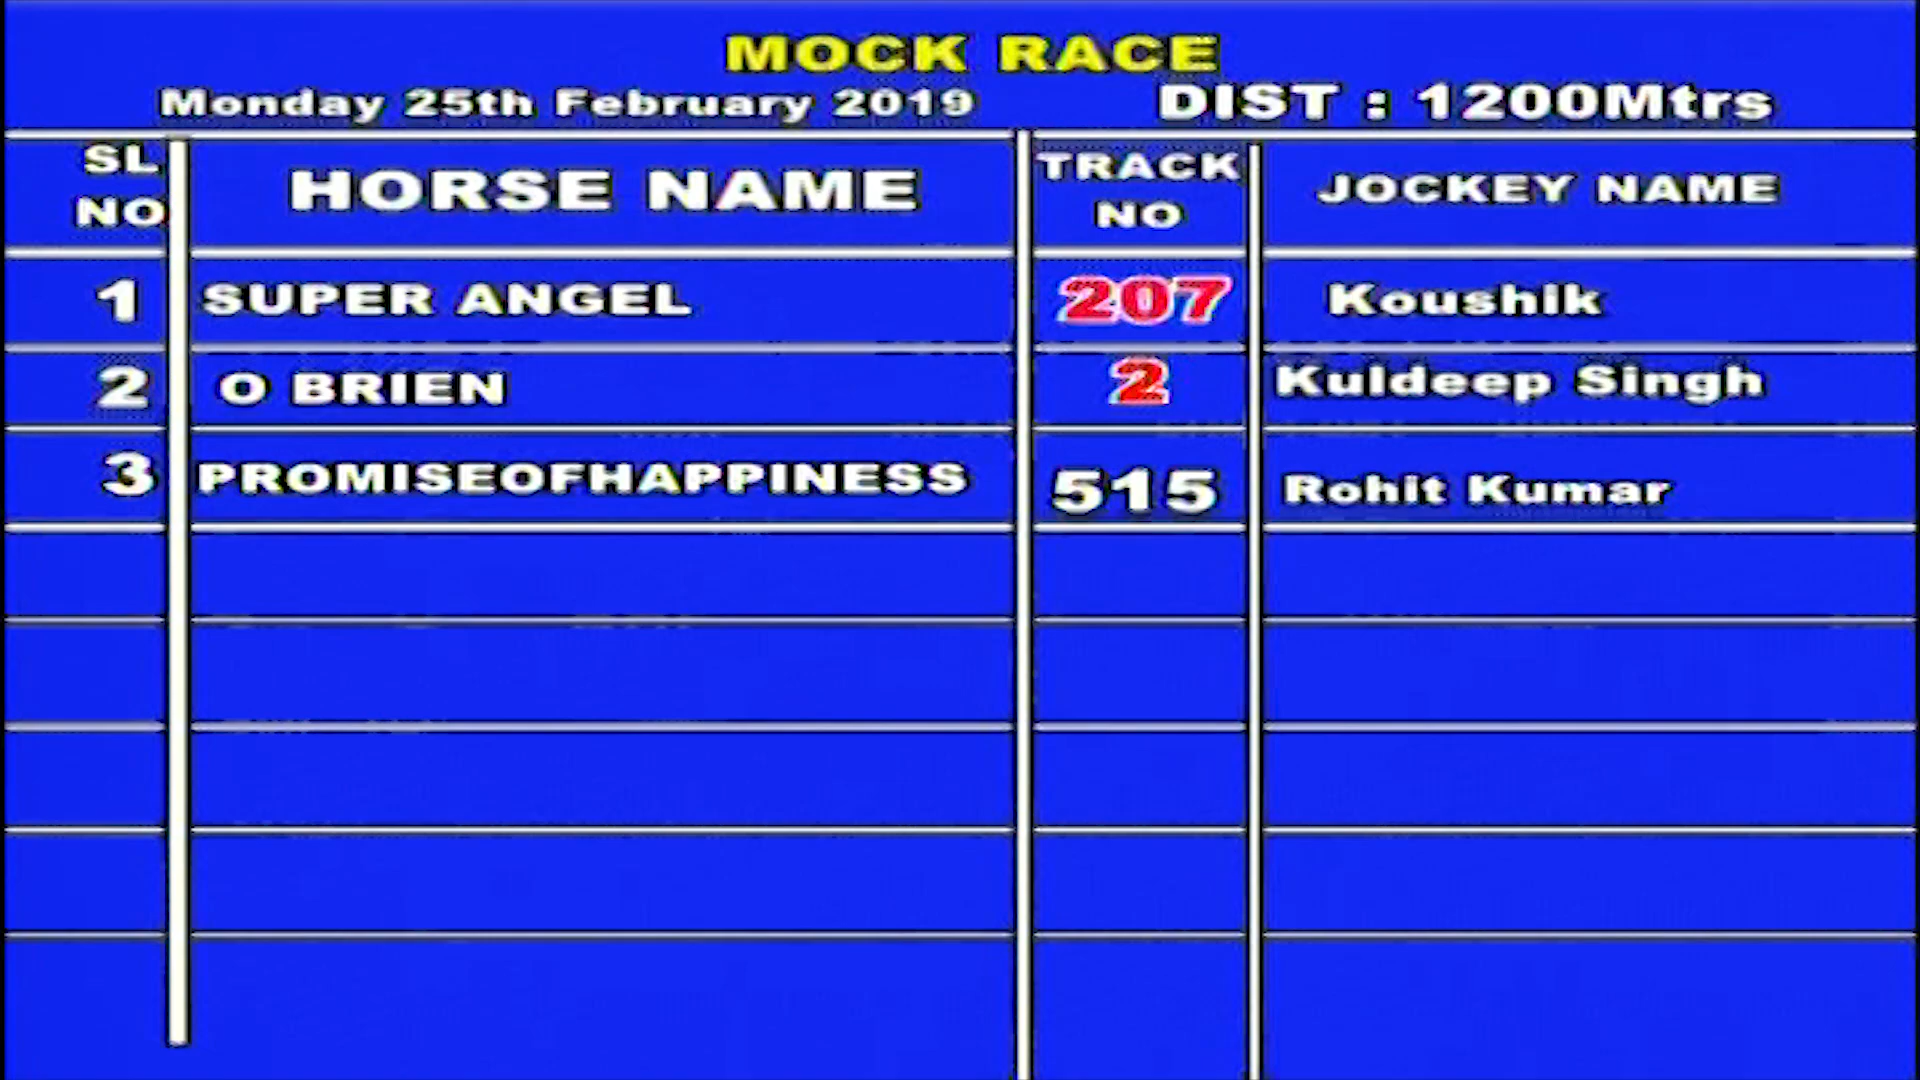 MOCK RACE
Monday 25th February 2019 DIST : 1200Mtrs
SL NO HORSE NAME TRACK NO JOCKEY NAME
1 SUPER ANGEL 207 Koushik
2 O BRIEN 2 Kuldeep Singh
3 PROMISEOFHAPPINESS 515 Rohit Kumar